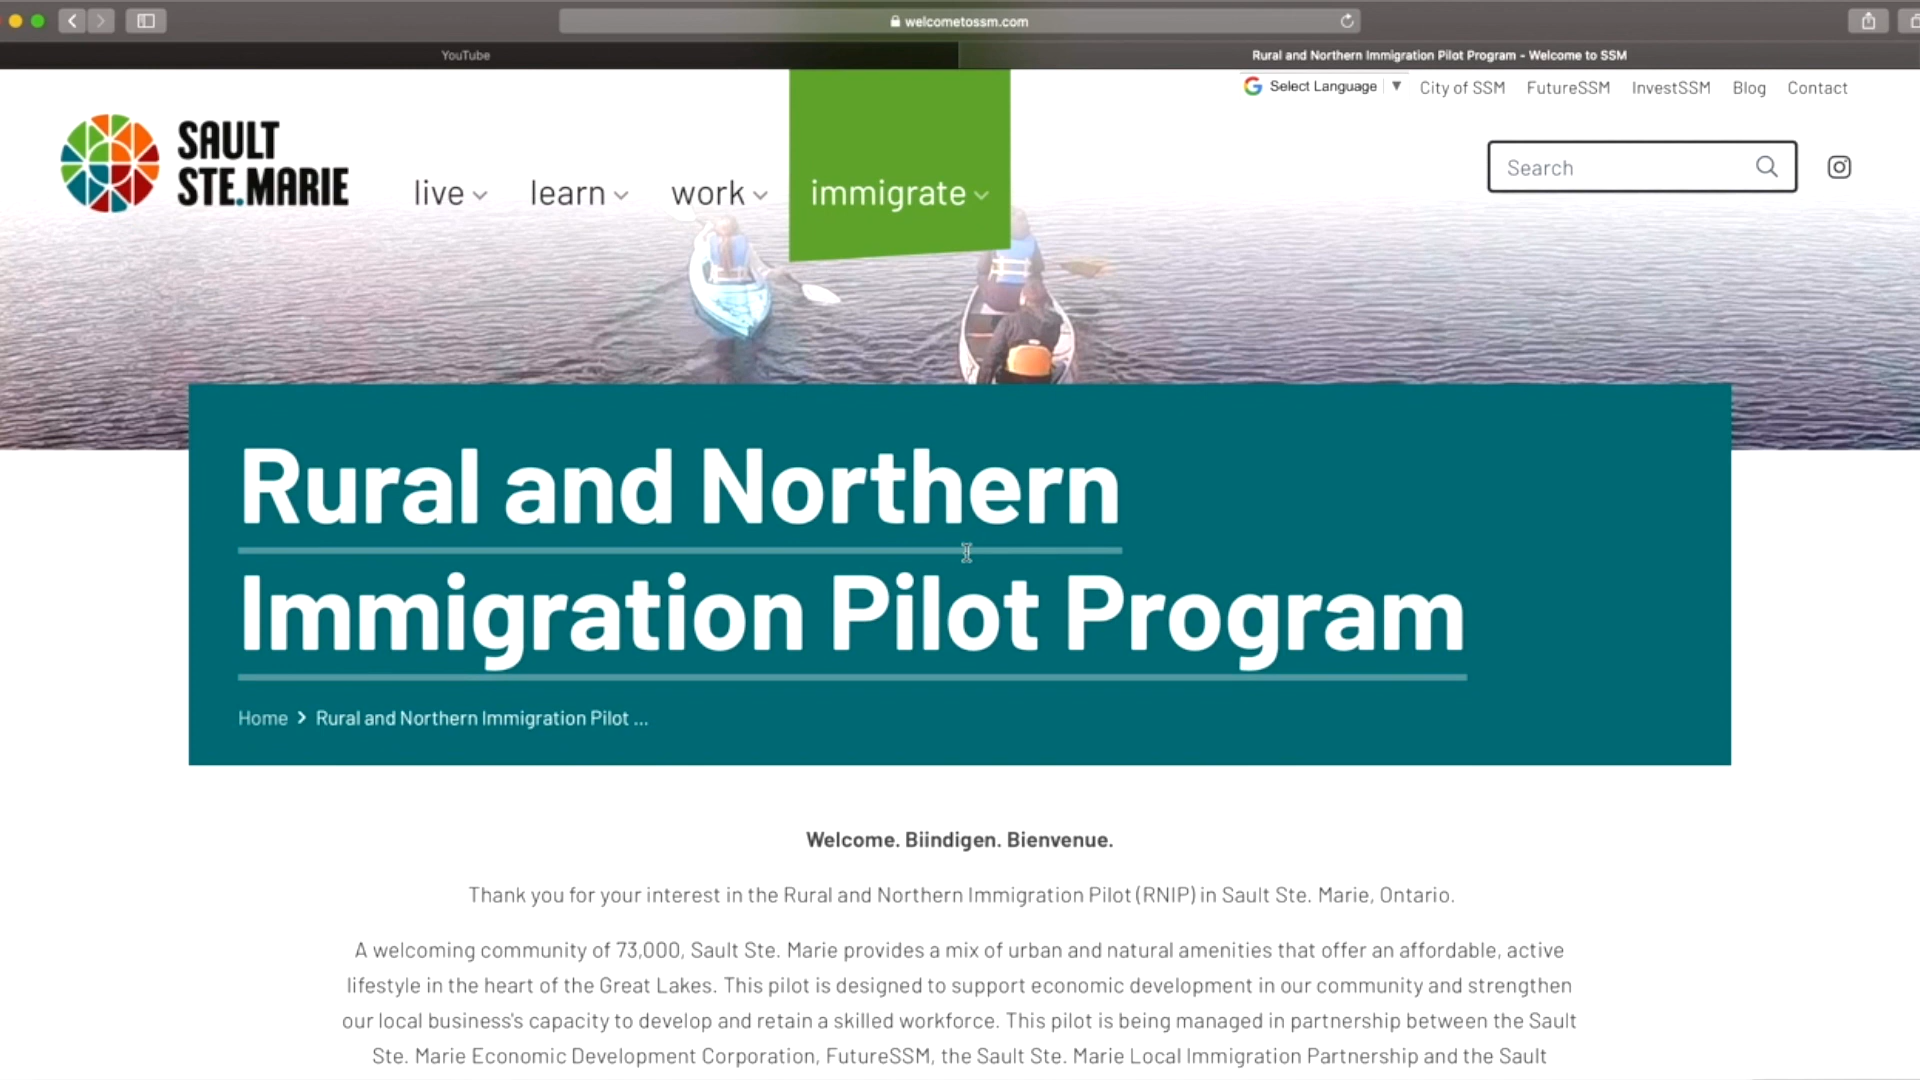 welcometossm.com
YouTube
Rural and Northern Immigration Pilot Program - Welcome to SSM
Select Language ▼ City of SSM FutureSSM InvestSSM Blog Contact
SAULT
STE.MARIE
live learn work immigrate
Search
Rural and Northern
Immigration Pilot Program
Home > Rural and Northern Immigration Pilot ...
Welcome. Biindigen. Bienvenue.
Thank you for your interest in the Rural and Northern Immigration Pilot (RNIP) in Sault Ste. Marie, Ontario.
A welcoming community of 73,000, Sault Ste. Marie provides a mix of urban and natural amenities that offer an affordable, active
lifestyle in the heart of the Great Lakes. This pilot is designed to support economic development in our community and strengthen
our local business's capacity to develop and retain a skilled workforce. This pilot is being managed in partnership between the Sault
Ste. Marie Economic Development Corporation, FutureSSM, the Sault Ste. Marie Local Immigration Partnership and the Sault